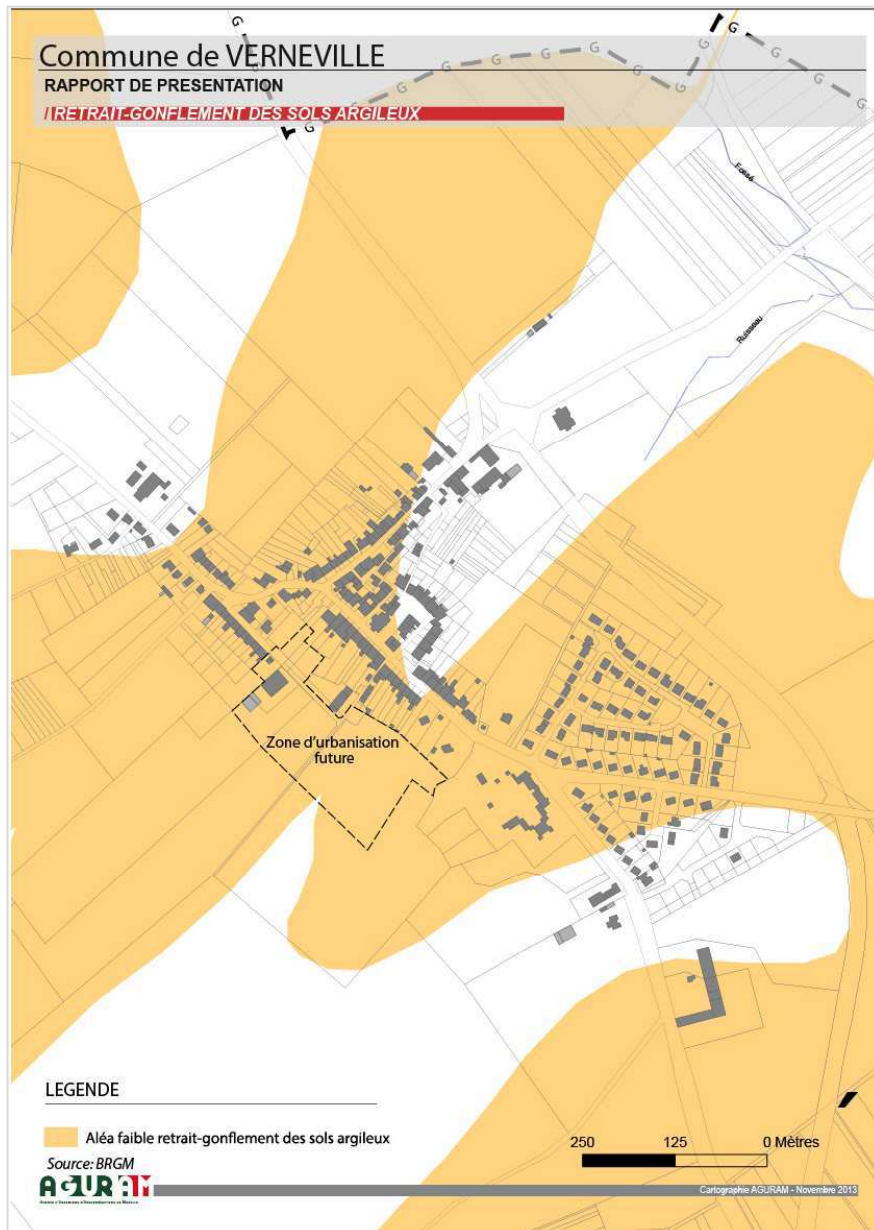 G
G
Commune de VERNEVILLE
G G G G G
RAPPORT DE PRESENTATION
G G
/ RETRAIT-GONFLEMENT DES SOLS ARGILEUX
G
Fossé
Ruisseau
Zone d'urbanisation
future
LEGENDE
Aléa faible retrait-gonflement des sols argileux
250 125 0 Mètres
Source: BRGM
AGURAM
Cartographie AGURAM - Novembre 2013